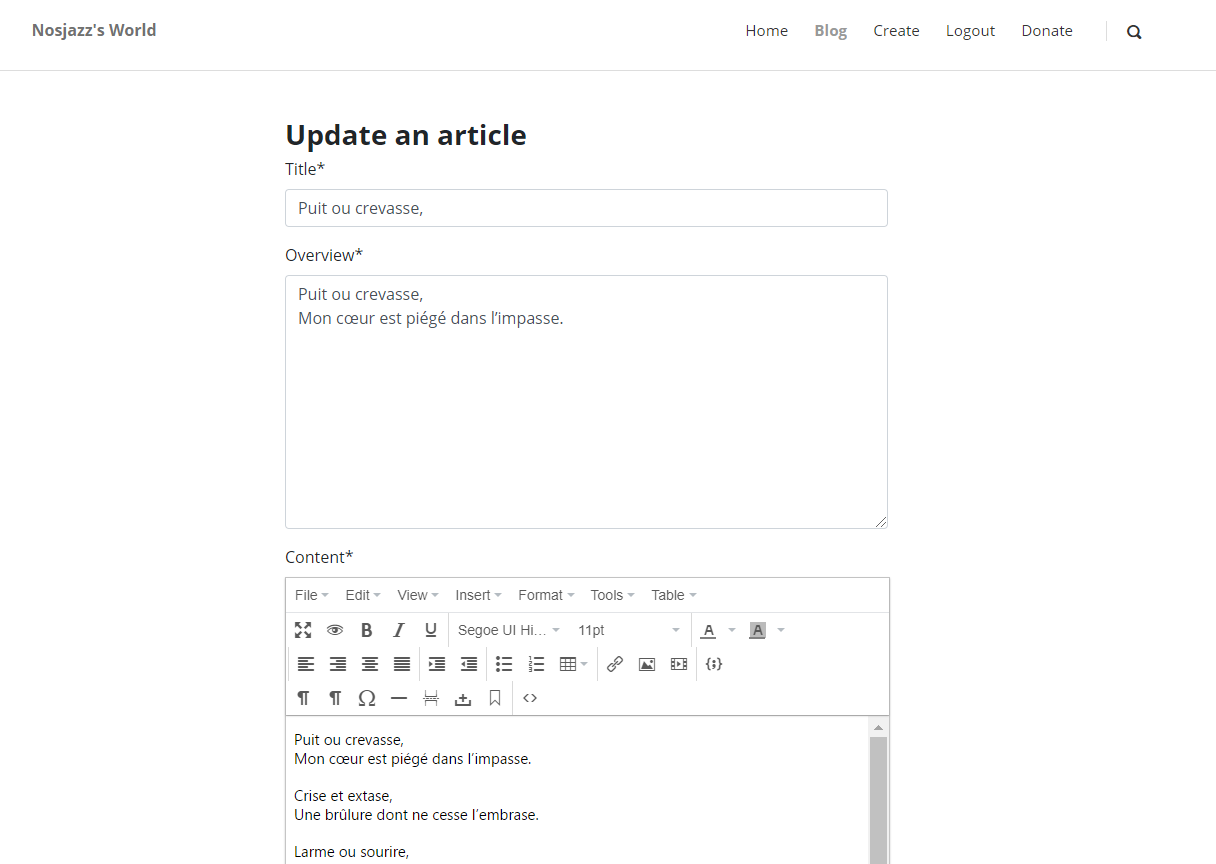 Nosjazz's World
Home Blog Create Logout Donate
Update an article
Title*
Puit ou crevasse,
Overview*
Puit ou crevasse,
Mon cœur est piégé dans l’impasse.
Content*
File Edit View Insert Format Tools Table
B I U Segoe UI Hi... 11pt A A
Puit ou crevasse,
Mon cœur est piégé dans l’impasse.
Crise et extase,
Une brûlure dont ne cesse l’embrase.
Larme ou sourire,